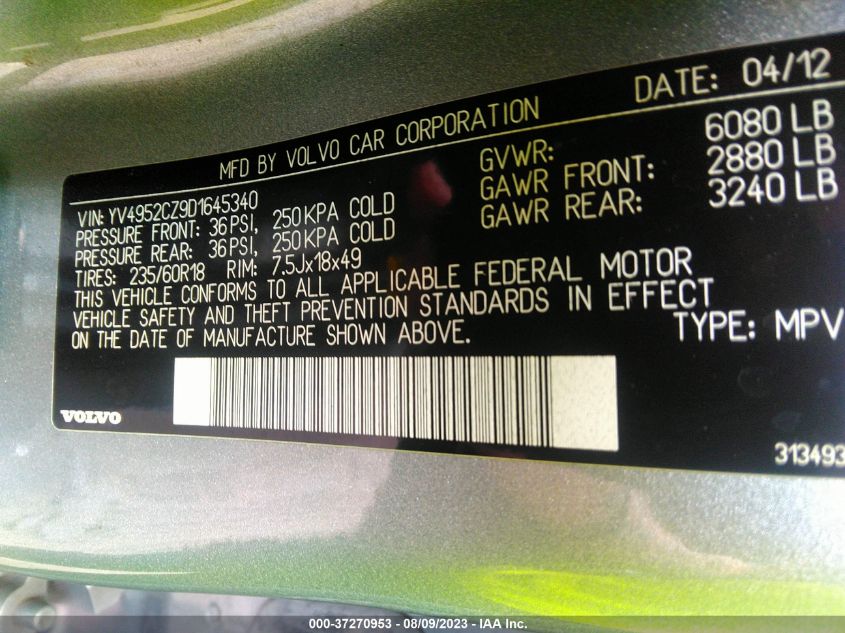 DATE: 04/12
MFD BY VOLVO CAR CORPORATION
GVWR: 6080 LB
GAWR FRONT: 2880 LB
GAWR REAR: 3240 LB
VIN: YV4952CZ9D1645340
PRESSURE FRONT: 36 PSI, 250 KPA COLD
PRESSURE REAR: 36 PSI, 250 KPA COLD
TIRES: 235/60R18 RIM: 7.5Jx18x49
THIS VEHICLE CONFORMS TO ALL APPLICABLE FEDERAL MOTOR
VEHICLE SAFETY AND THEFT PREVENTION STANDARDS IN EFFECT
ON THE DATE OF MANUFACTURE SHOWN ABOVE.
TYPE: MPV
VOLVO
313493
000-37270953 - 08/09/2023 - IAA Inc.